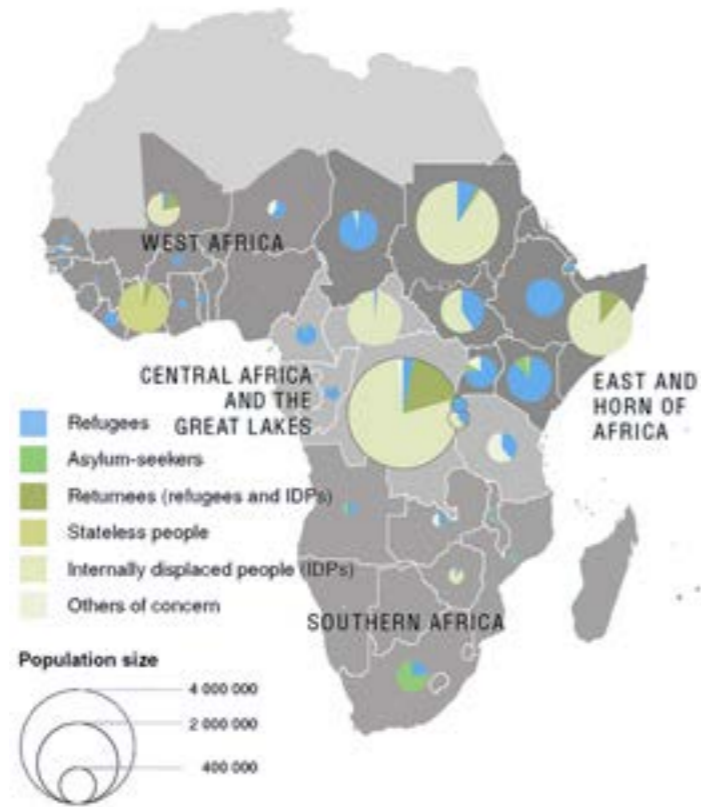 WEST AFRICA
CENTRAL AFRICA
AND THE
GREAT LAKES
EAST AND
HORN OF
AFRICA
Refugees
Asylum-seekers
Returnees (refugees and IDPs)
Stateless people
Internally displaced people (IDPs)
Others of concern
SOUTHERN AFRICA
Population size
4 000 000
2 000 000
400 000